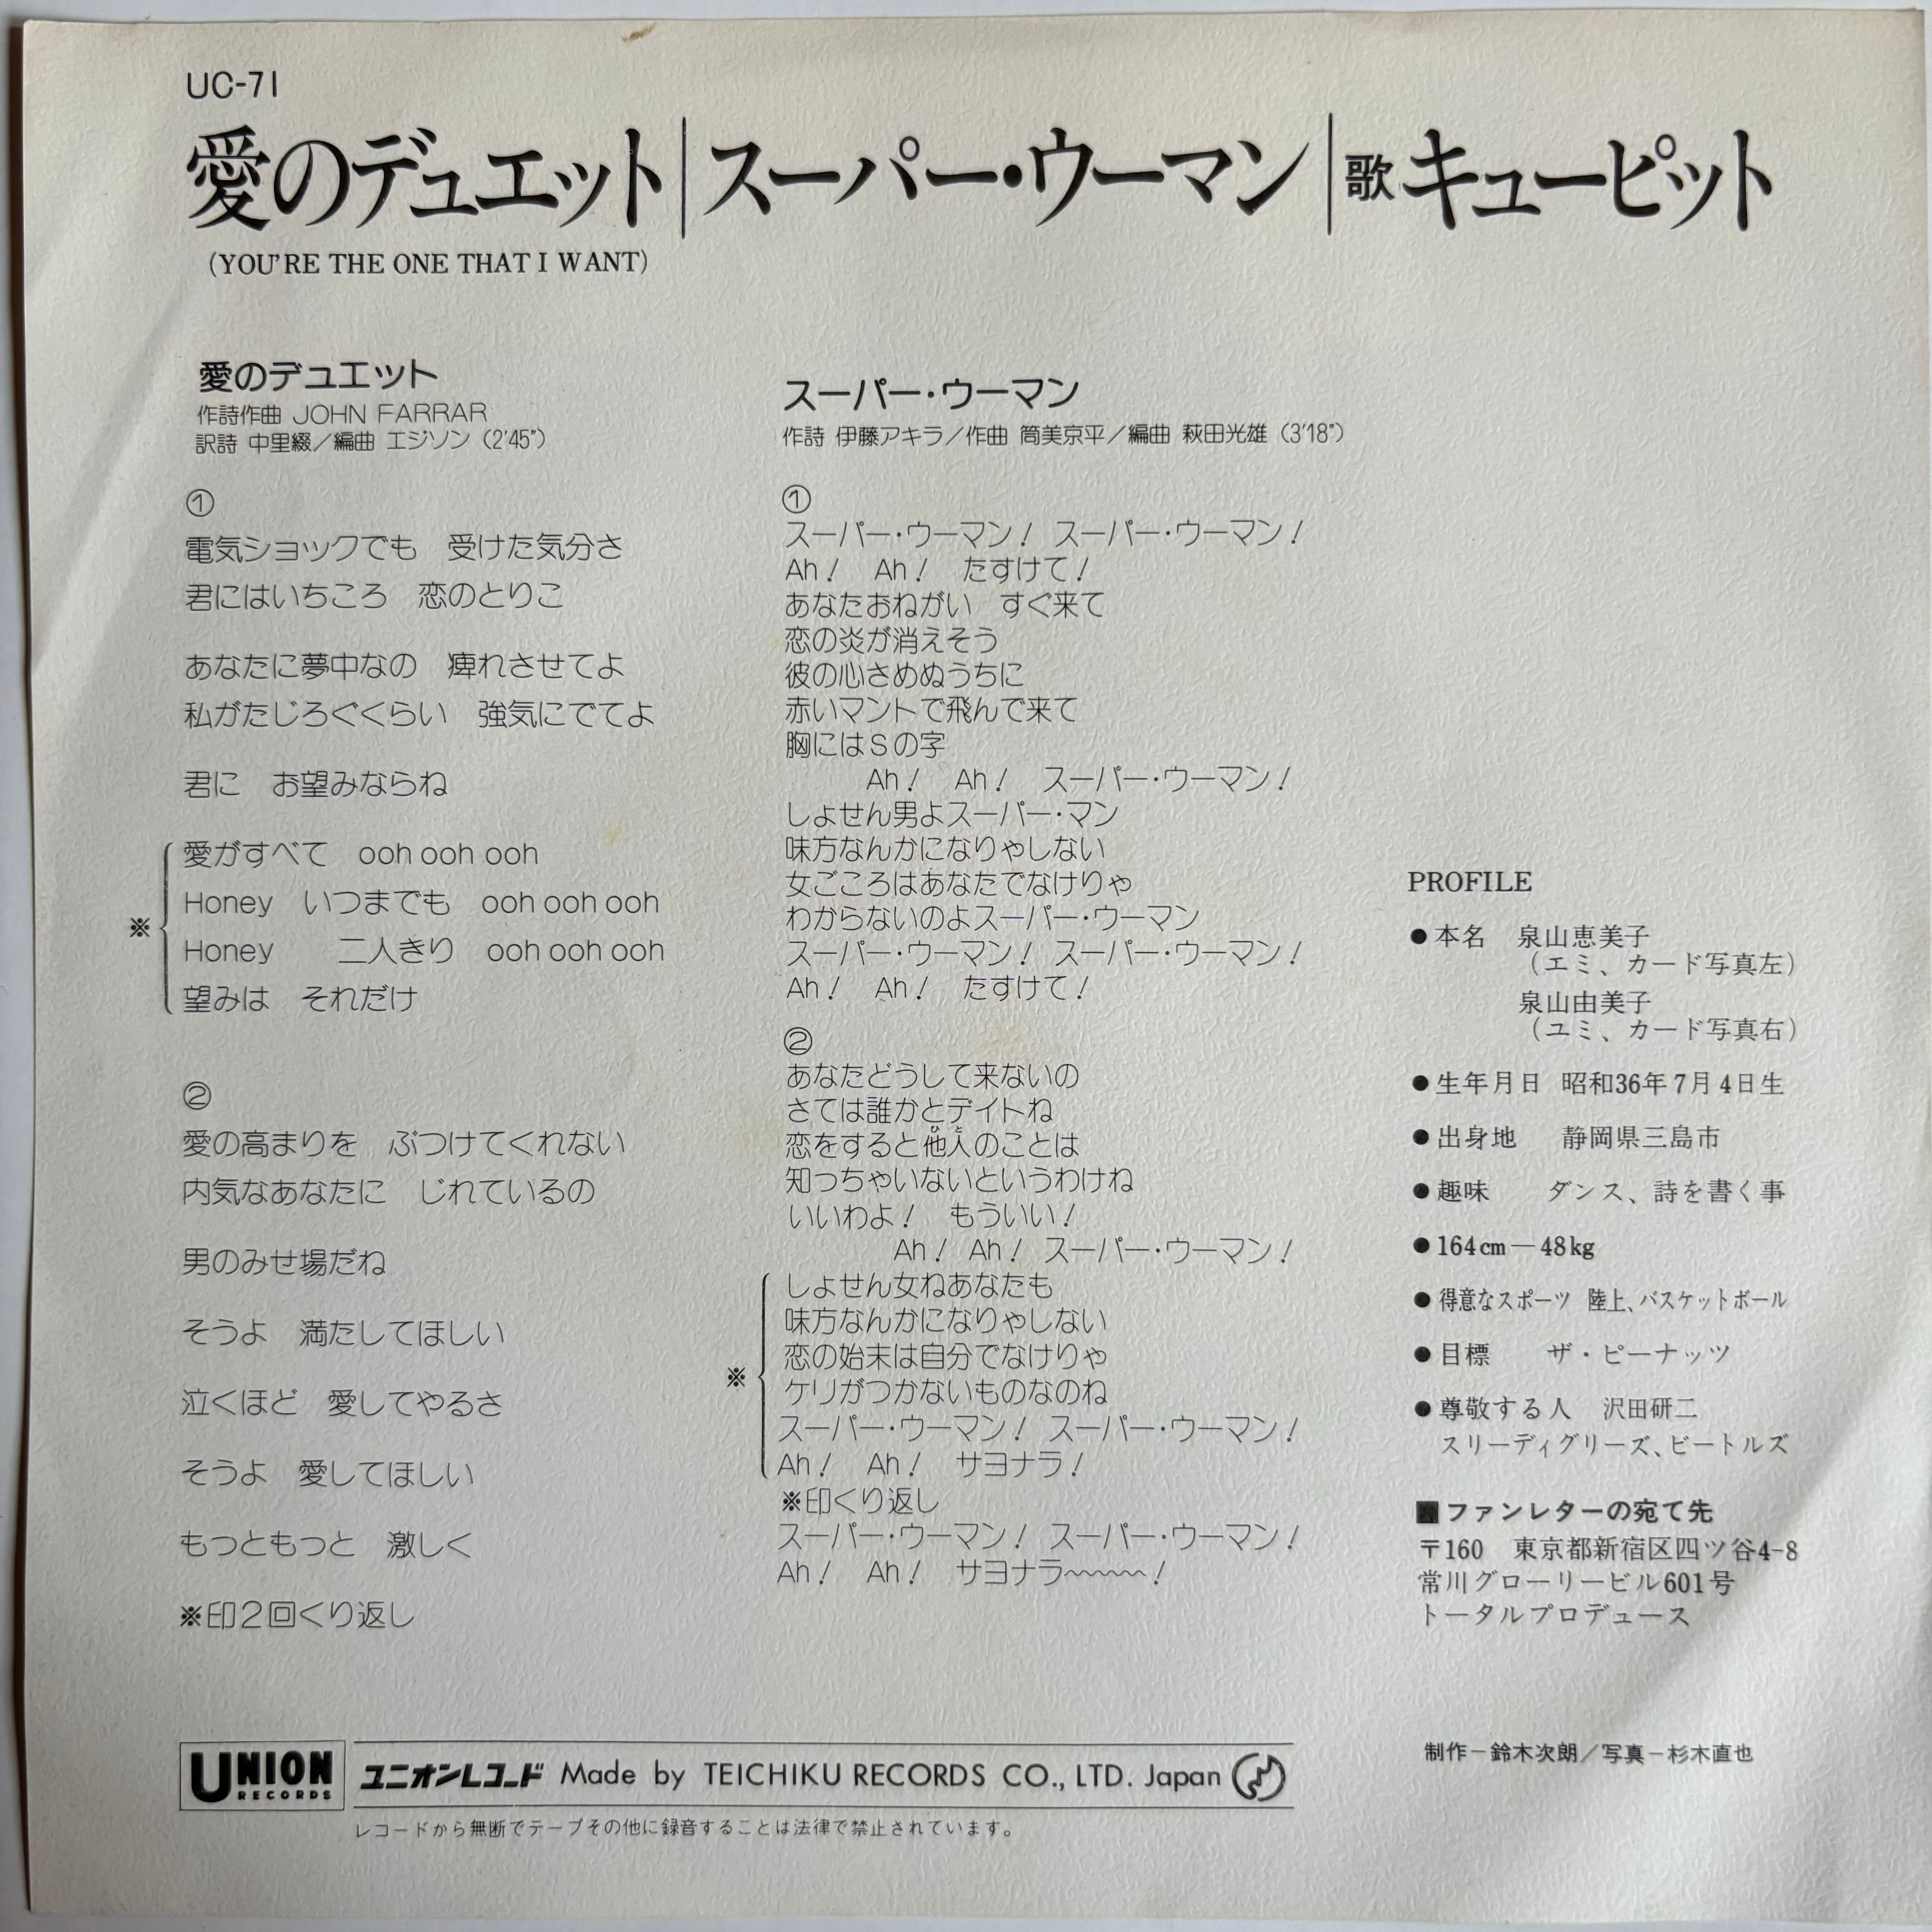 UC-71
愛のデュエット|スーパー・ウーマン|歌キューピット
(YOU'RE THE ONE THAT I WANT)
愛のデュエット
作詩作曲 JOHN FARRAR
訳詩 中里綴／編曲 エジソン (2'45")
①
電気ショックでも　受けた気分さ
君にはいちころ　恋のとりこ
あなたに夢中なの　痺れさせてよ
私がたじろぐくらい　強気にでてよ
君に　お望みならね
愛がすべて　ooh ooh ooh
Honey　いつまでも　ooh ooh ooh
※
Honey　　二人きり　ooh ooh ooh
望みは　それだけ
②
愛の高まりを　ぶつけてくれない
内気なあなたに　じれているの
男のみせ場だね
そうよ　満たしてほしい
泣くほど　愛してやるさ
そうよ　愛してほしい
もっともっと　激しく
※印2回くり返し
スーパー・ウーマン
作詩 伊藤アキラ／作曲 筒美京平／編曲 萩田光雄 (3'18")
①
スーパー・ウーマン！ スーパー・ウーマン！
Ah！　Ah！　たすけて！
あなたおねがい　すぐ来て
恋の炎が消えそう
彼の心さめぬうちに
赤いマントで飛んで来て
胸にはSの字
Ah！　Ah！　スーパー・ウーマン！
しょせん男よスーパー・マン
味方なんかになりゃしない
女ごころはあなたでなけりゃ
わからないのよスーパー・ウーマン
スーパー・ウーマン！ スーパー・ウーマン！
Ah！　Ah！　たすけて！
②
あなたどうして来ないの
さては誰かとデイトね
ひと
恋をすると他人のことは
知っちゃいないというわけね
いいわよ！　もういい！
Ah！ Ah！ スーパー・ウーマン！
しょせん女ねあなたも
味方なんかになりゃしない
恋の始末は自分でなけりゃ
※
ケリがつかないものなのね
スーパー・ウーマン！ スーパー・ウーマン！
Ah！　Ah！　サヨナラ！
※印くり返し
スーパー・ウーマン！ スーパー・ウーマン！
Ah！　Ah！　サヨナラ〜〜〜！
PROFILE
●本名　泉山恵美子
(エミ、カード写真左)
泉山由美子
(ユミ、カード写真右)
●生年月日　昭和36年7月4日生
●出身地　静岡県三島市
●趣味　ダンス、詩を書く事
●164cm－48kg
●得意なスポーツ　陸上、バスケットボール
●目標　ザ・ピーナッツ
●尊敬する人　沢田研二
スリーディグリーズ、ビートルズ
■ファンレターの宛て先
〒160　東京都新宿区四ツ谷4-8
常川グローリービル601号
トータルプロデュース
制作－鈴木次朗／写真－杉木直也
UNION RECORDS ユニオンレコード Made by TEICHIKU RECORDS CO., LTD. Japan
レコードから無断でテープその他に録音することは法律で禁止されています。